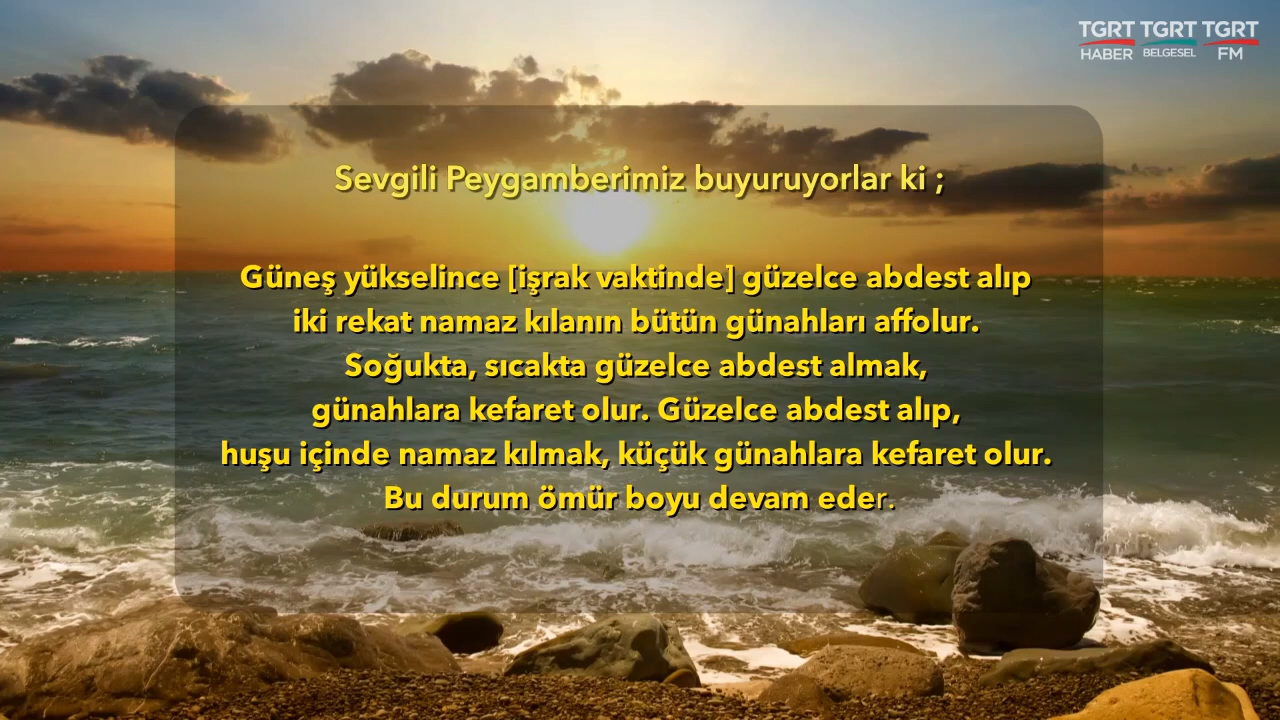 TGRT TGRT TGRT
HABER BELGESEL FM
Sevgili Peygamberimiz buyuruyorlar ki ;
Güneş yükselince [işrak vaktinde] güzelce abdest alıp
iki rekat namaz kılanın bütün günahları affolur.
Soğukta, sıcakta güzelce abdest almak,
günahlara kefaret olur. Güzelce abdest alıp,
huşu içinde namaz kılmak, küçük günahlara kefaret olur.
Bu durum ömür boyu devam eder.